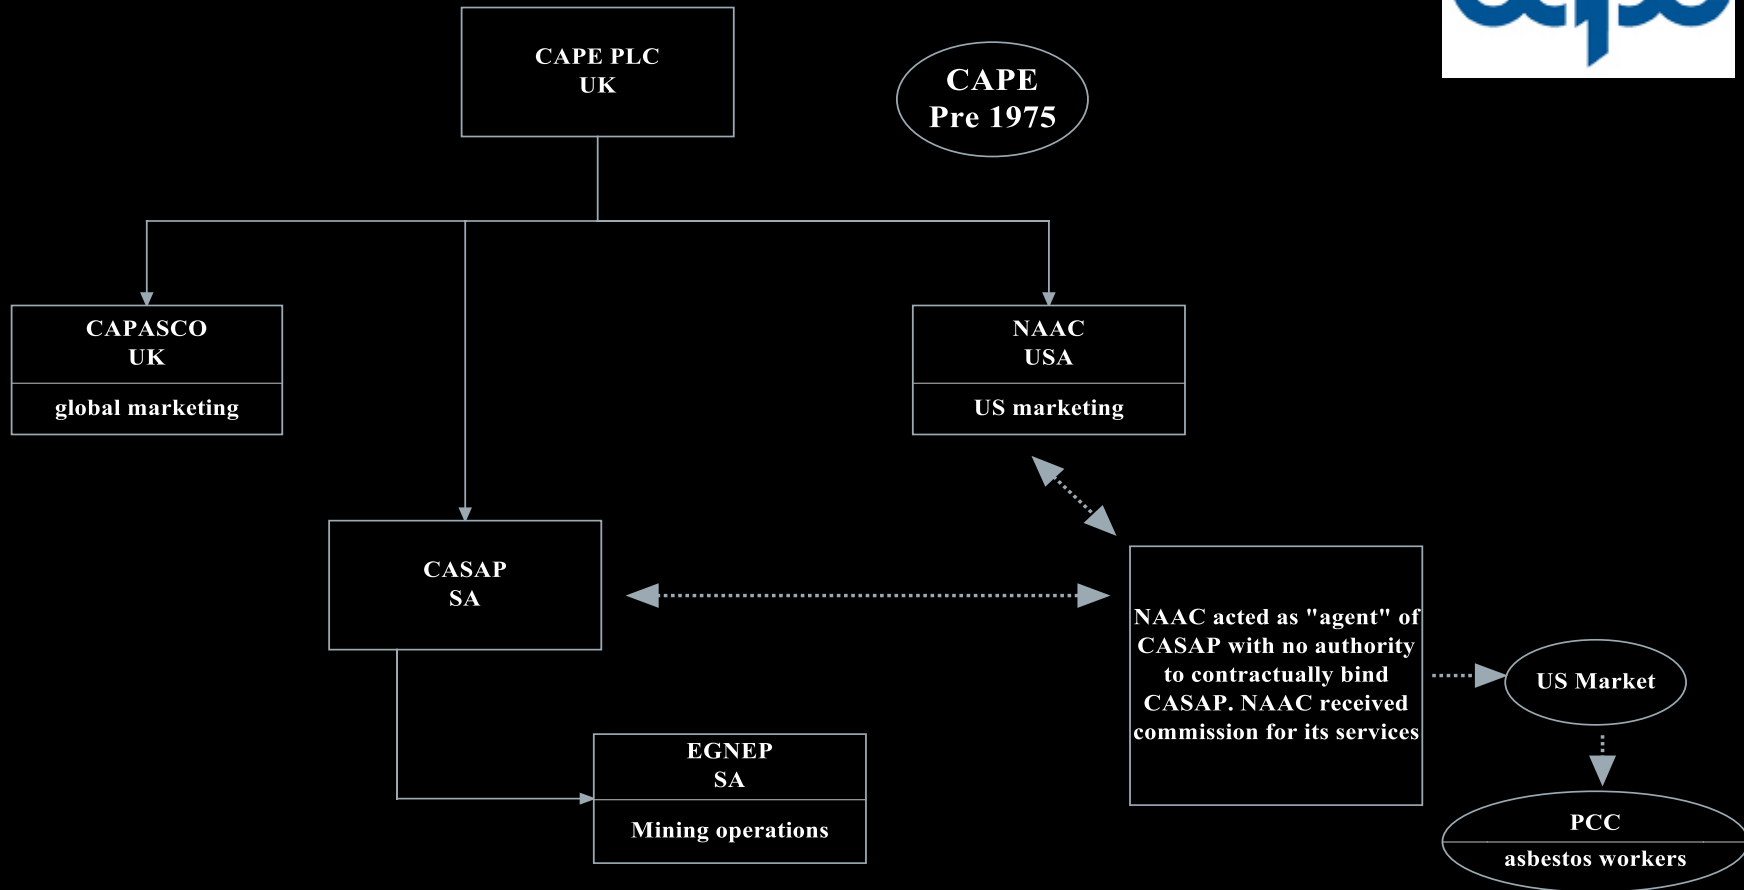 CAPE PLC
UK
CAPE
Pre 1975
CAPASCO
UK
global marketing
NAAC
USA
US marketing
CASAP
SA
NAAC acted as "agent" of
CASAP with no authority
to contractually bind
CASAP. NAAC received
commission for its services
US Market
EGNEP
SA
Mining operations
PCC
asbestos workers